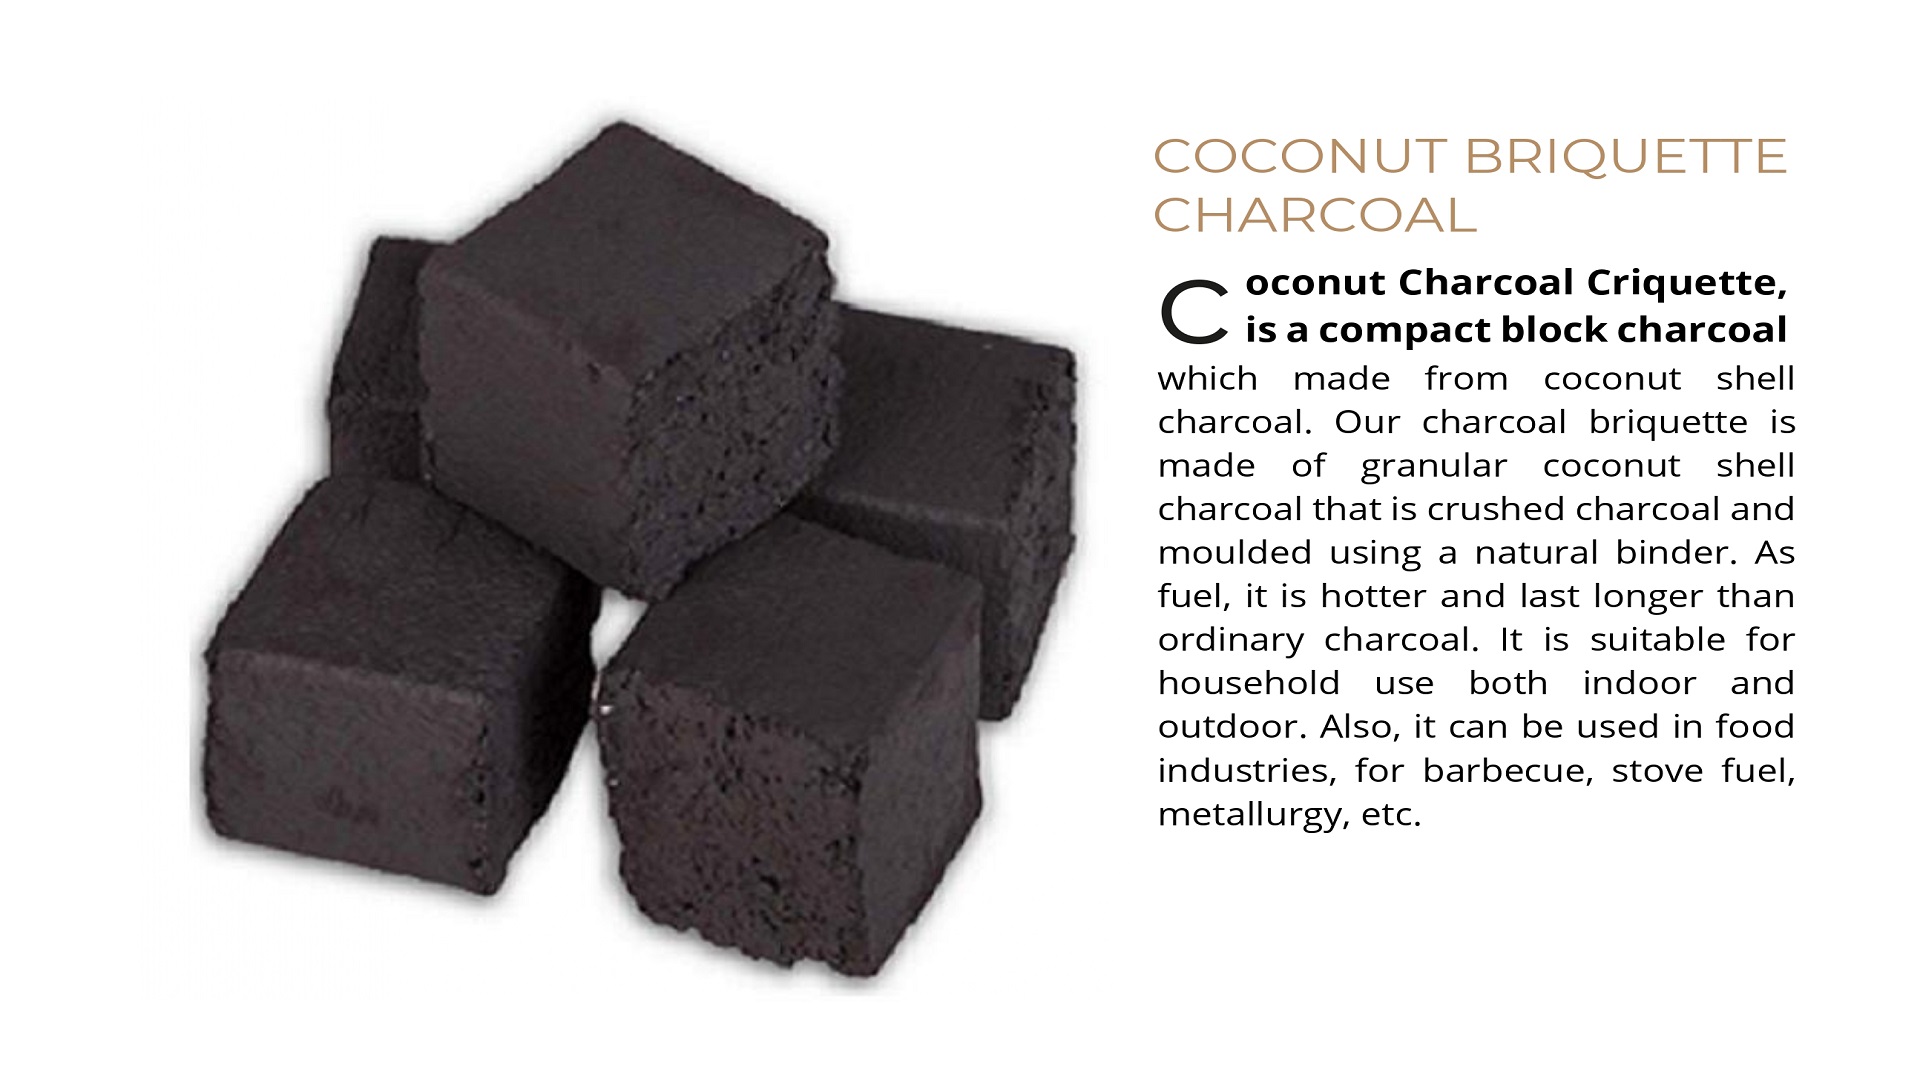 COCONUT BRIQUETTE
CHARCOAL
Coconut Charcoal Criquette,
is a compact block charcoal
which made from coconut shell
charcoal. Our charcoal briquette is
made of granular coconut shell
charcoal that is crushed charcoal and
moulded using a natural binder. As
fuel, it is hotter and last longer than
ordinary charcoal. It is suitable for
household use both indoor and
outdoor. Also, it can be used in food
industries, for barbecue, stove fuel,
metallurgy, etc.